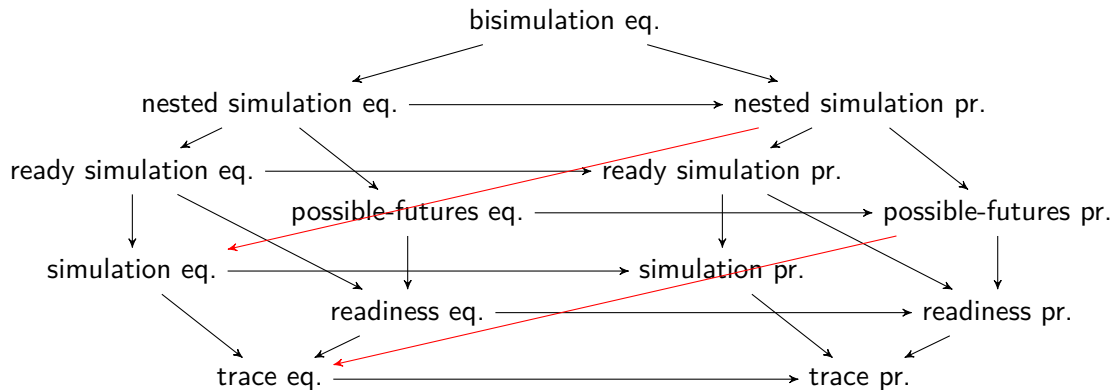 bisimulation eq.
nested simulation eq.
nested simulation pr.
ready simulation eq.
ready simulation pr.
possible-futures eq.
possible-futures pr.
simulation eq.
simulation pr.
readiness eq.
readiness pr.
trace eq.
trace pr.